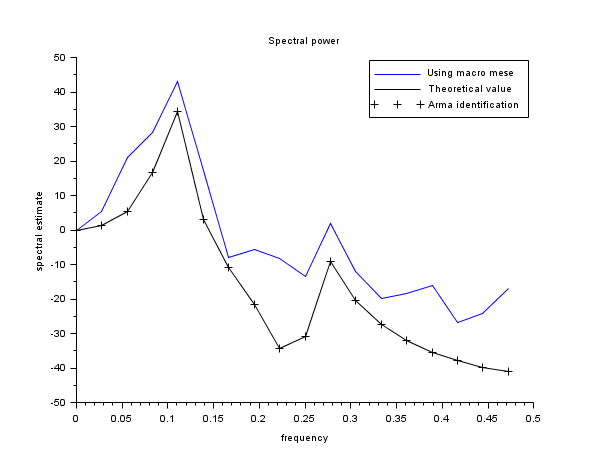 Spectral power
50
40
30
20
10
0
-10
-20
-30
-40
-50
spectral estimate
Using macro mese
Theoretical value
Arma identification
0 0.05 0.1 0.15 0.2 0.25 0.3 0.35 0.4 0.45 0.5
frequency